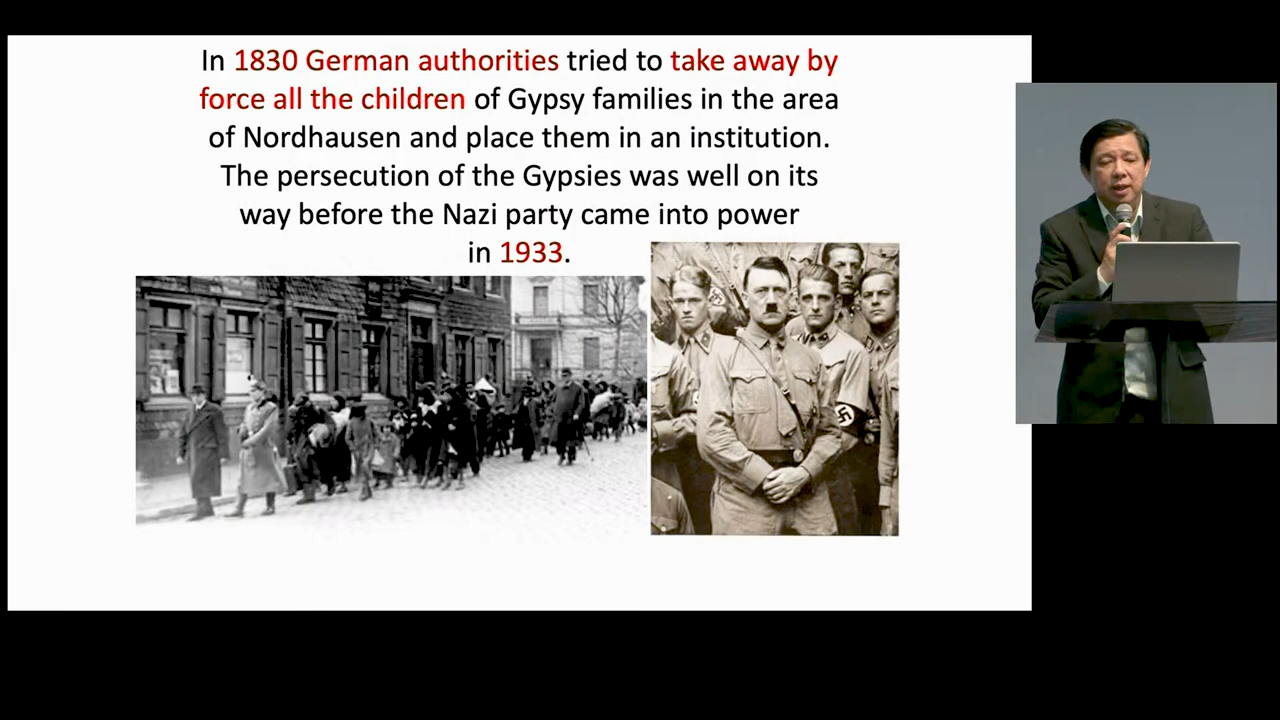 In 1830 German authorities tried to take away by
force all the children of Gypsy families in the area
of Nordhausen and place them in an institution.
The persecution of the Gypsies was well on its
way before the Nazi party came into power
in 1933.